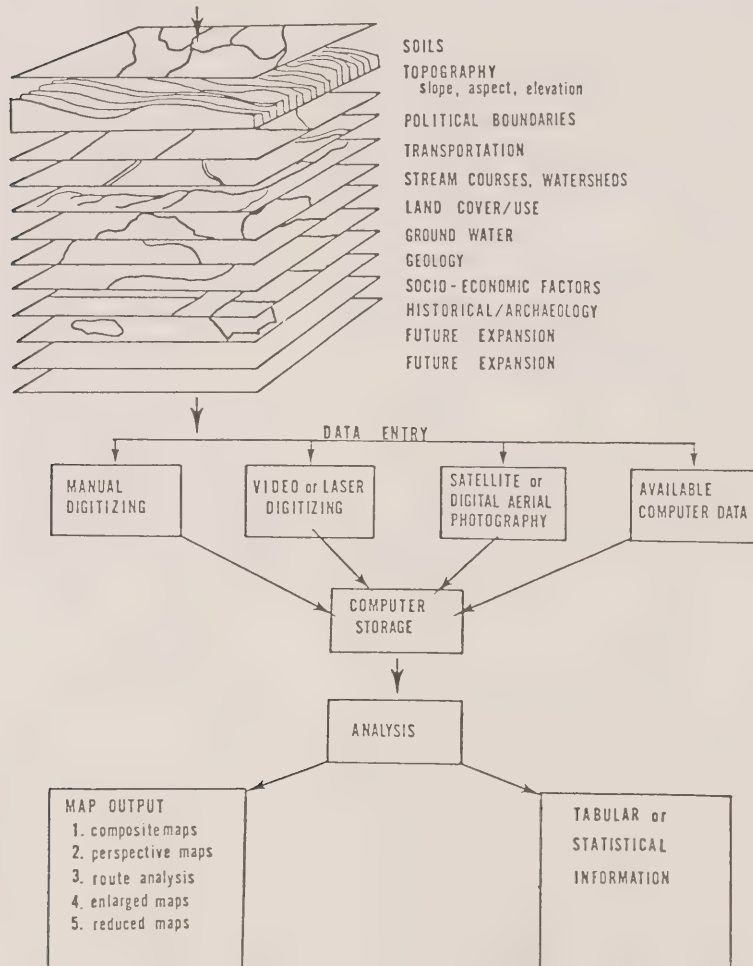 SOILS
TOPOGRAPHY
slope, aspect, elevation
POLITICAL BOUNDARIES
TRANSPORTATION
STREAM COURSES, WATERSHEDS
LAND COVER/USE
GROUND WATER
GEOLOGY
SOCIO-ECONOMIC FACTORS
HISTORICAL/ARCHAEOLOGY
FUTURE EXPANSION
FUTURE EXPANSION
DATA ENTRY
MANUAL
DIGITIZING
VIDEO or LASER
DIGITIZING
SATELLITE or
DIGITAL AERIAL
PHOTOGRAPHY
AVAILABLE
COMPUTER DATA
COMPUTER
STORAGE
ANALYSIS
MAP OUTPUT
1. composite maps
2. perspective maps
3. route analysis
4. enlarged maps
5. reduced maps
TABULAR or
STATISTICAL
INFORMATION